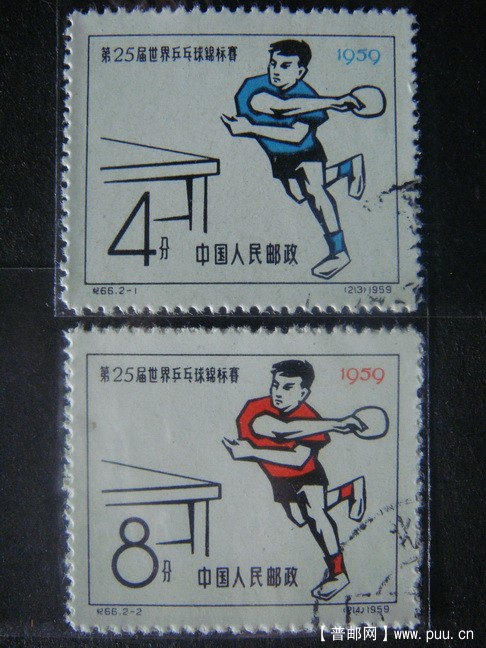 第25届世界乒乓球锦标赛 1959
4分 中国人民邮政
纪66.2-1 (213)1959
第25届世界乒乓球锦标赛 1959
8分 中国人民邮政
纪66.2-2 (214)1959
【普邮网】www.puu.cn